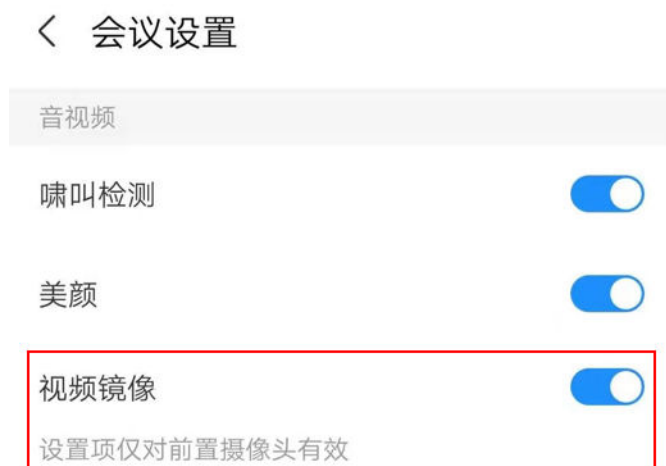 会议设置
音视频
啸叫检测
美颜
视频镜像
设置项仅对前置摄像头有效